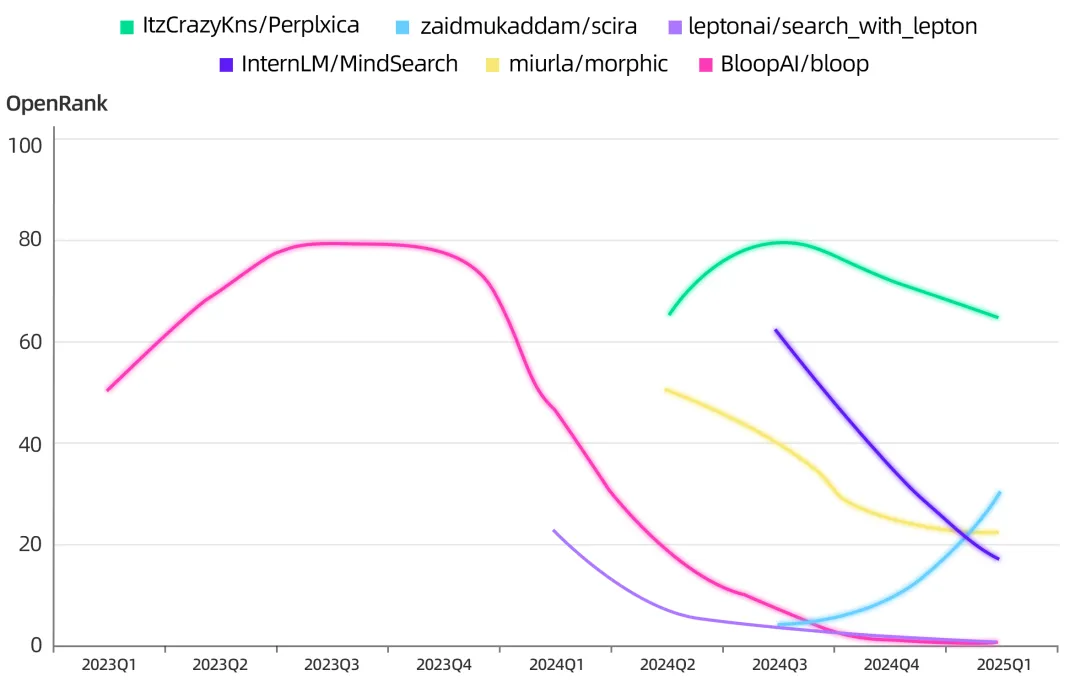 ItzCrazyKns/Perplxica zaidmukaddam/scira leptonai/search_with_lepton
InternLM/MindSearch miurla/morphic BloopAI/bloop
OpenRank
100
80
60
40
20
0
2023Q1 2023Q2 2023Q3 2023Q4 2024Q1 2024Q2 2024Q3 2024Q4 2025Q1